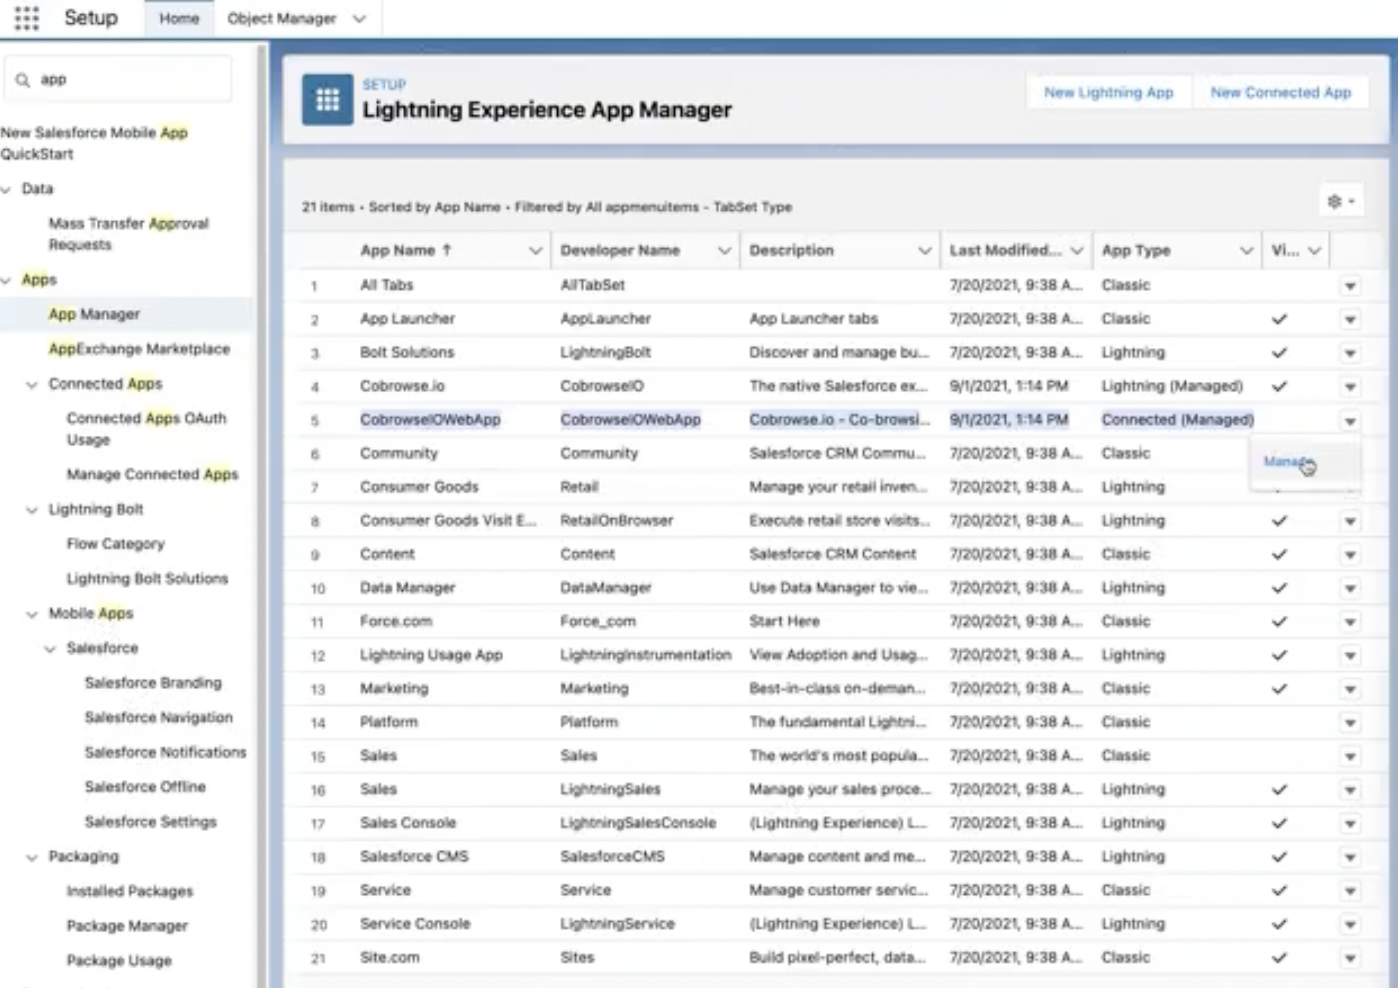 Setup Home Object Manager
app
New Salesforce Mobile App
QuickStart
Data
Mass Transfer Approval
Requests
Apps
App Manager
AppExchange Marketplace
Connected Apps
Connected Apps OAuth
Usage
Manage Connected Apps
Lightning Bolt
Flow Category
Lightning Bolt Solutions
Mobile Apps
Salesforce
Salesforce Branding
Salesforce Navigation
Salesforce Notifications
Salesforce Offline
Salesforce Settings
Packaging
Installed Packages
Package Manager
Package Usage
SETUP
Lightning Experience App Manager
New Lightning App New Connected App
21 items • Sorted by App Name • Filtered by All appmenuitems - TabSet Type
App Name ↑ Developer Name Description Last Modified... App Type Vi...
1 All Tabs AllTabSet 7/20/2021, 9:38 A... Classic
2 App Launcher AppLauncher App Launcher tabs 7/20/2021, 9:38 A... Classic
3 Bolt Solutions LightningBolt Discover and manage bu... 7/20/2021, 9:38 A... Lightning
4 Cobrowse.io CobrowseIO The native Salesforce ex... 9/1/2021, 1:14 PM Lightning (Managed)
5 CobrowseIOWebApp CobrowseIOWebApp Cobrowse.io - Co-browsi... 9/1/2021, 1:14 PM Connected (Managed)
6 Community Community Salesforce CRM Commu... 7/20/2021, 9:38 A... Classic
Manage
7 Consumer Goods Retail Manage your retail inven... 7/20/2021, 9:38 A... Lightning
8 Consumer Goods Visit E... RetailOnBrowser Execute retail store visits... 7/20/2021, 9:38 A... Lightning
9 Content Content Salesforce CRM Content 7/20/2021, 9:38 A... Classic
10 Data Manager DataManager Use Data Manager to vie... 7/20/2021, 9:38 A... Lightning
11 Force.com Force_com Start Here 7/20/2021, 9:38 A... Classic
12 Lightning Usage App LightningInstrumentation View Adoption and Usag... 7/20/2021, 9:38 A... Lightning
13 Marketing Marketing Best-in-class on-deman... 7/20/2021, 9:38 A... Classic
14 Platform Platform The fundamental Lightni... 7/20/2021, 9:38 A... Classic
15 Sales Sales The world's most popula... 7/20/2021, 9:38 A... Classic
16 Sales LightningSales Manage your sales proce... 7/20/2021, 9:38 A... Lightning
17 Sales Console LightningSalesConsole (Lightning Experience) L... 7/20/2021, 9:38 A... Lightning
18 Salesforce CMS SalesforceCMS Manage content and me... 7/20/2021, 9:38 A... Lightning
19 Service Service Manage customer servic... 7/20/2021, 9:38 A... Classic
20 Service Console LightningService (Lightning Experience) L... 7/20/2021, 9:38 A... Lightning
21 Site.com Sites Build pixel-perfect, data... 7/20/2021, 9:38 A... Classic